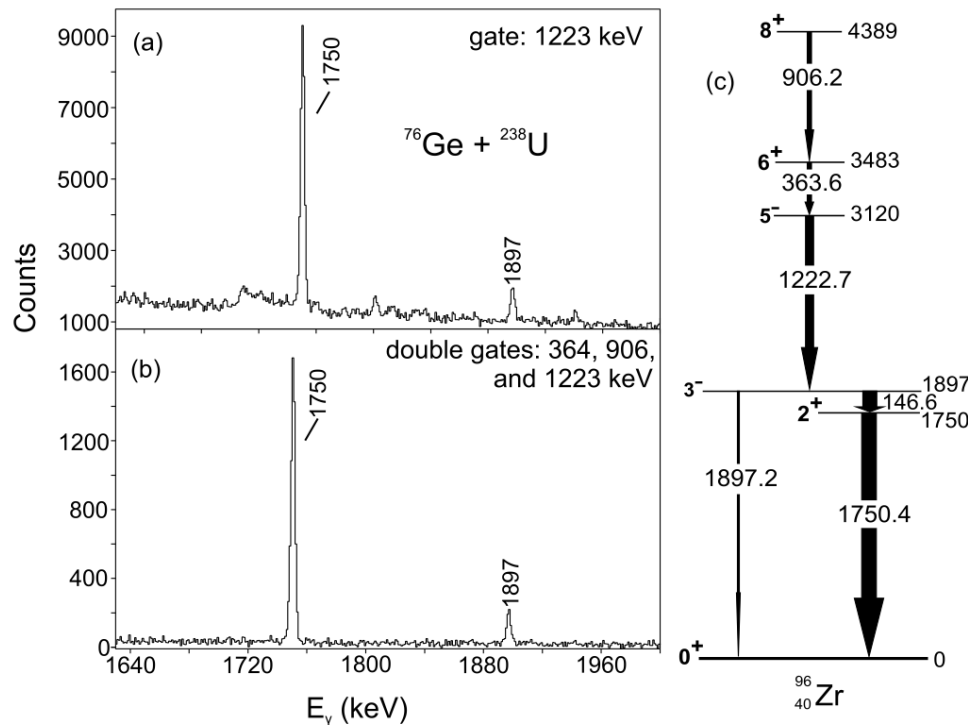 (a)
gate: 1223 keV
1750
⁷⁶Ge + ²³⁸U
1897
9000
7000
5000
3000
1000
Counts
(b)
double gates: 364, 906,
and 1223 keV
1750
1897
1600
1200
800
400
0
1640 1720 1800 1880 1960
Eγ (keV)
(c)
8⁺ 4389
906.2
6⁺ 3483
363.6
5⁻ 3120
1222.7
3⁻ 1897
146.6
2⁺ 1750
1897.2 1750.4
0⁺ 0
⁹⁶₄₀Zr